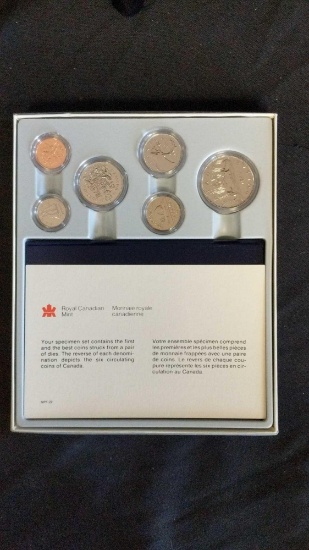 Royal Canadian
Mint
Monnaie royale
canadienne
Your specimen set contains the first
and the best coins struck from a pair
of dies. The reverse of each denomi-
nation depicts the six circulating
coins of Canada.
Votre ensemble spécimen comprend
les premières et les plus belles pièces
de monnaie frappées avec une paire
de coins. Le revers de chaque cou-
pure représente les six pièces en cir-
culation au Canada.